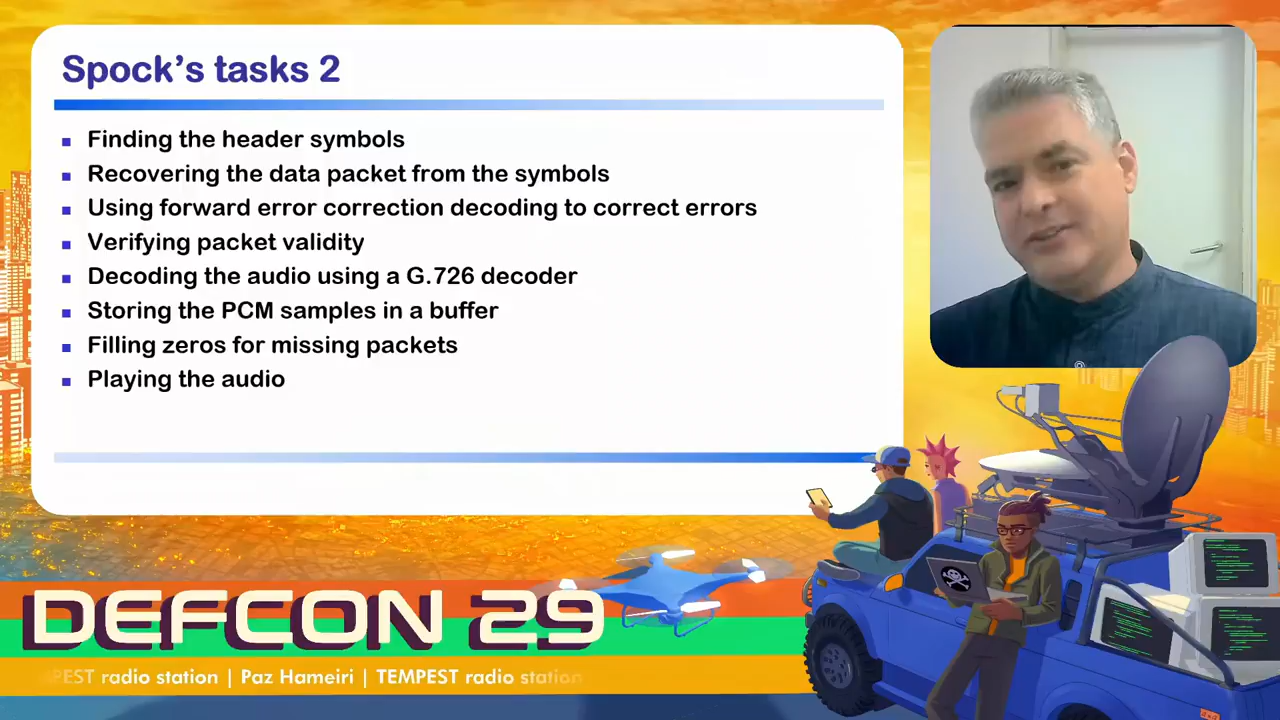 Spock's tasks 2
Finding the header symbols
Recovering the data packet from the symbols
Using forward error correction decoding to correct errors
Verifying packet validity
Decoding the audio using a G.726 decoder
Storing the PCM samples in a buffer
Filling zeros for missing packets
Playing the audio
DEFCON 29
PEST radio station | Paz Hameiri | TEMPEST radio station